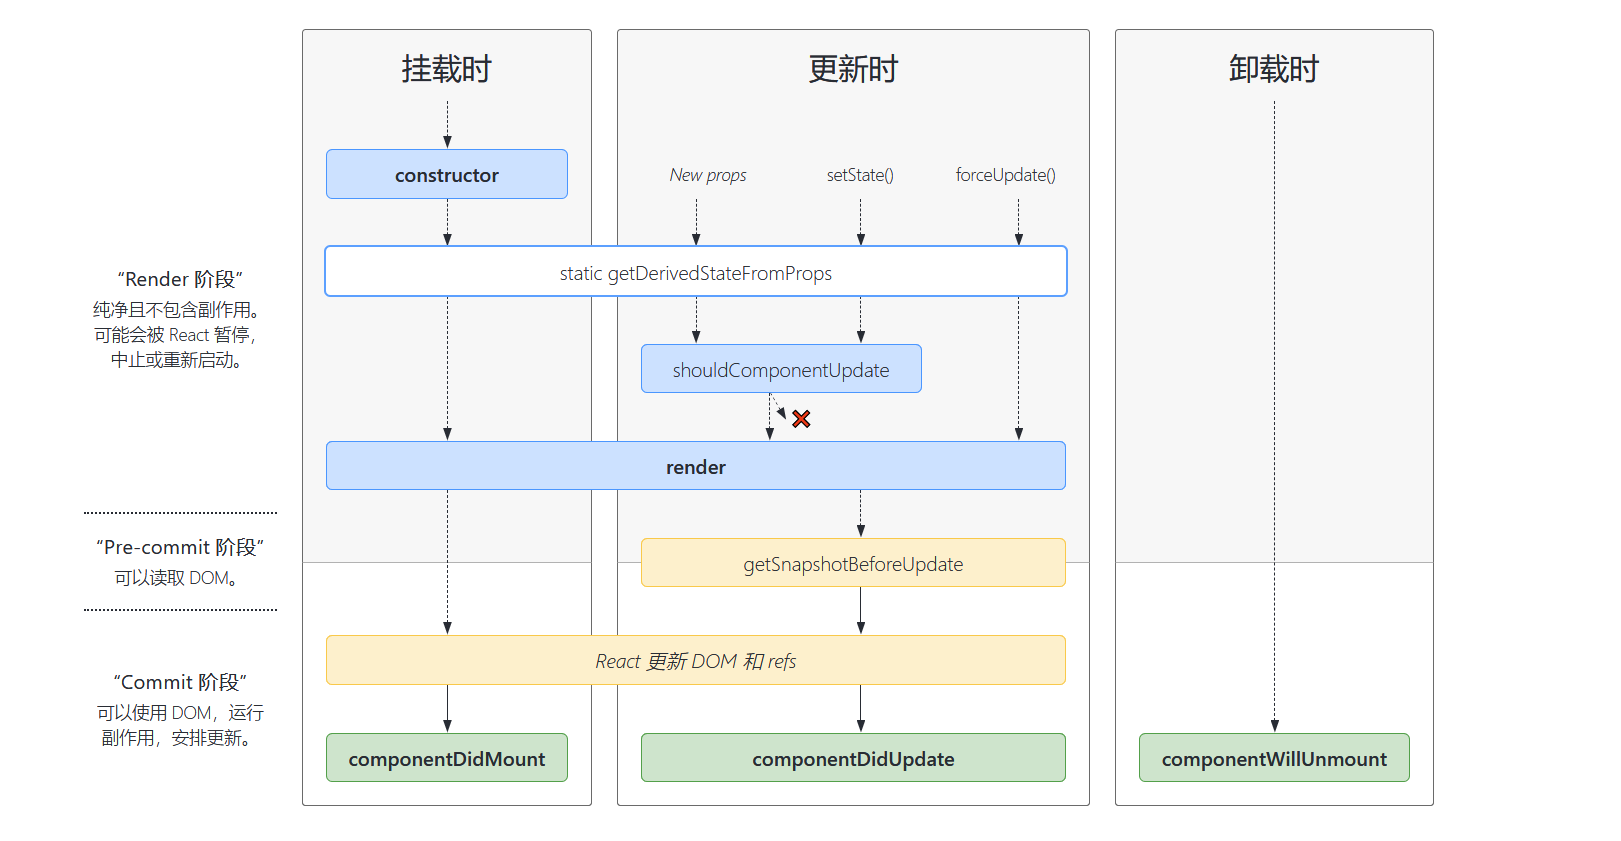 挂载时
更新时
卸载时
constructor
New props
setState()
forceUpdate()
static getDerivedStateFromProps
“Render 阶段”
纯净且不包含副作用。
可能会被 React 暂停，
中止或重新启动。
shouldComponentUpdate
render
“Pre-commit 阶段”
可以读取 DOM。
getSnapshotBeforeUpdate
React 更新 DOM 和 refs
“Commit 阶段”
可以使用 DOM，运行
副作用，安排更新。
componentDidMount
componentDidUpdate
componentWillUnmount